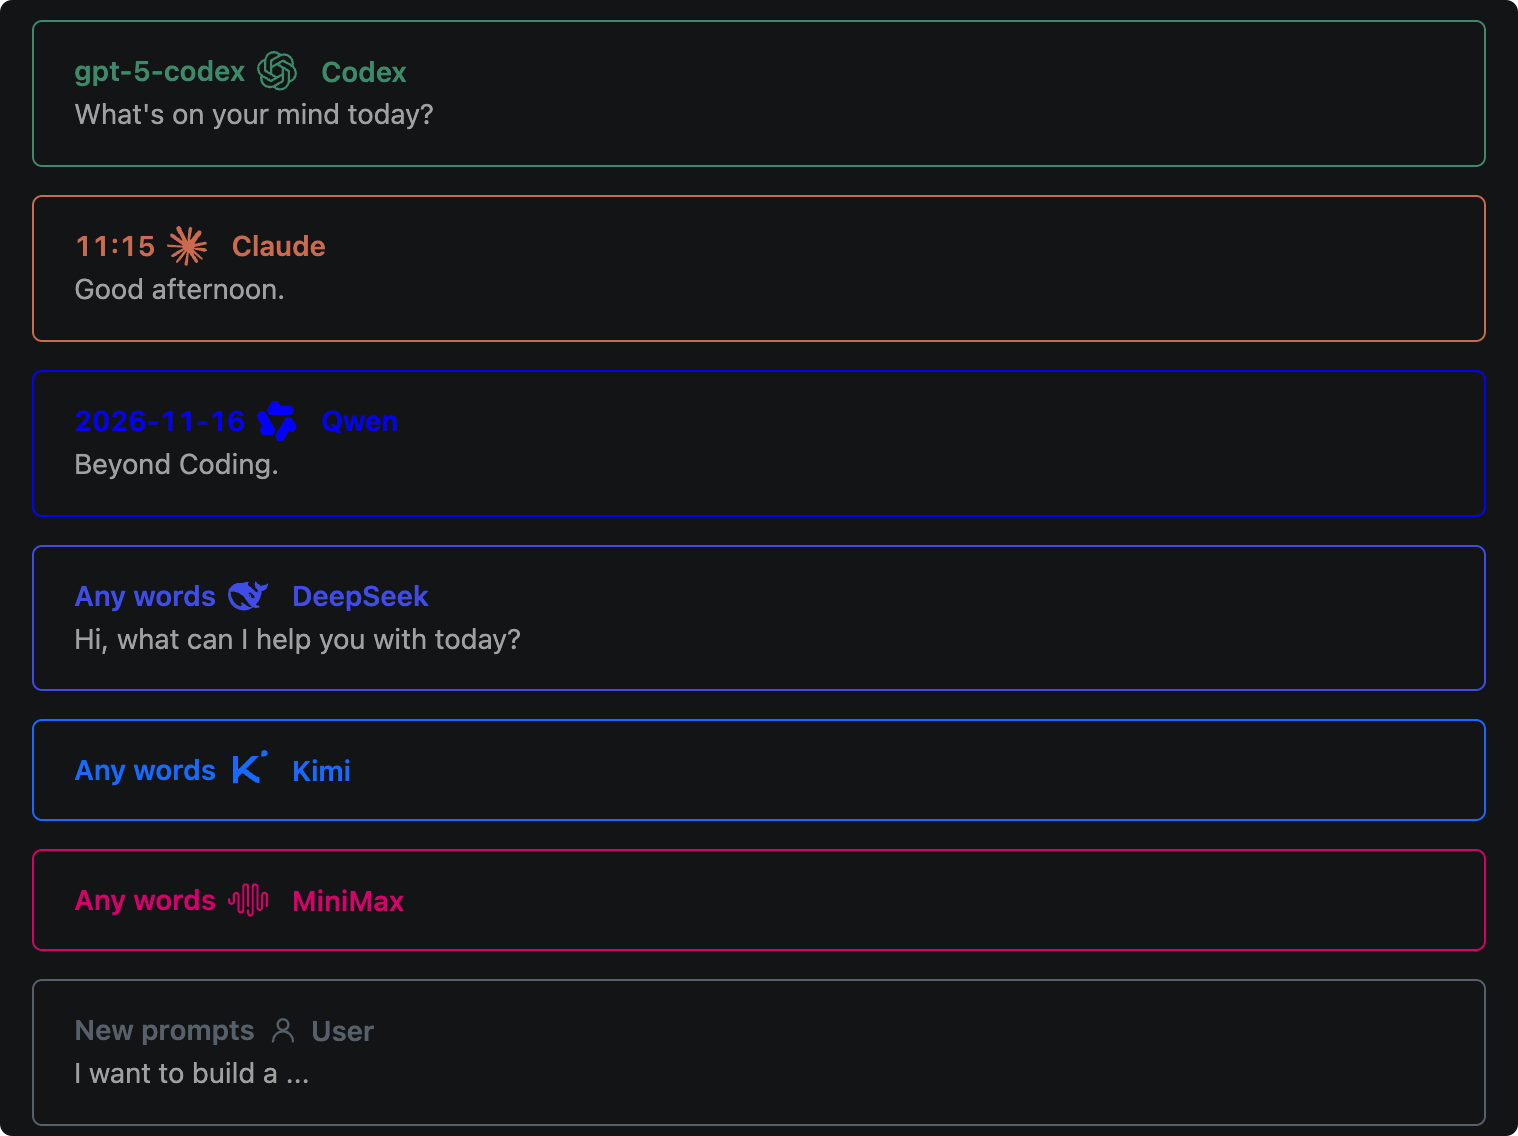 gpt-5-codex Codex
What's on your mind today?
11:15 Claude
Good afternoon.
2026-11-16 Qwen
Beyond Coding.
Any words DeepSeek
Hi, what can I help you with today?
Any words Kimi
Any words MiniMax
New prompts User
I want to build a ...